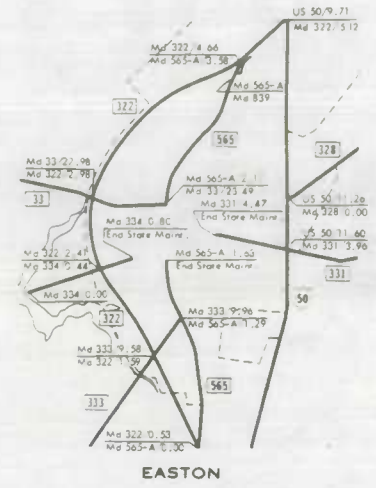 US 50/9.71
Md 322/5.12
Md 322/4.66
Md 565-A/3.58
Md 565-A
Md 839
322
565
328
Md 33/22.98
Md 322/2.98
33
Md 565-A 2.11
Md 33/23.49
Md 334 0.80
End State Maint.
Md 331 4.47
End State Maint.
US 50/11.26
Md 328 0.00
US 50/11.60
Md 331 3.96
331
Md 322 2.41
Md 334 0.44
Md 565-A 1.63
End State Maint.
Md 334 0.00
50
322
Md 333 9.96
Md 565-A 1.29
Md 333 9.58
Md 322 1.59
333
565
Md 322 0.53
Md 565-A 0.00
EASTON